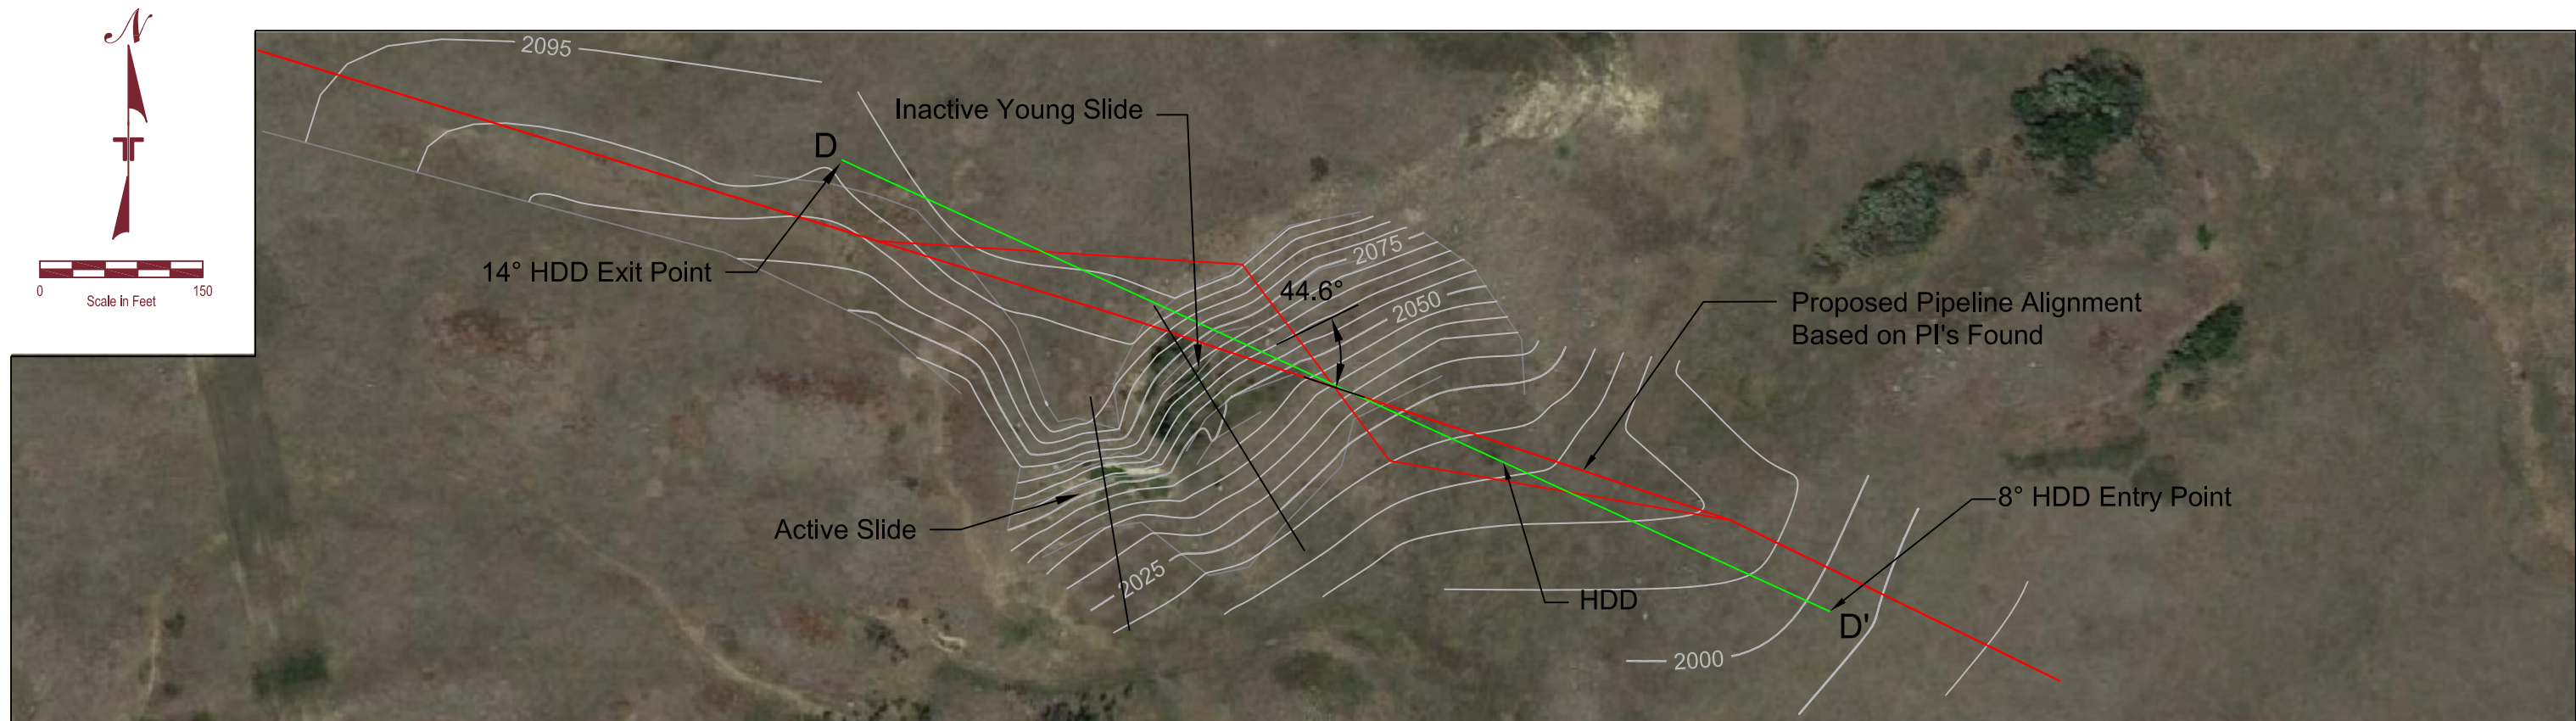 N
2095
Inactive Young Slide
D
2075
14° HDD Exit Point
0 150
Scale in Feet
44.6°
2050
Proposed Pipeline Alignment
Based on PI's Found
8° HDD Entry Point
Active Slide
2025
HDD
D'
2000